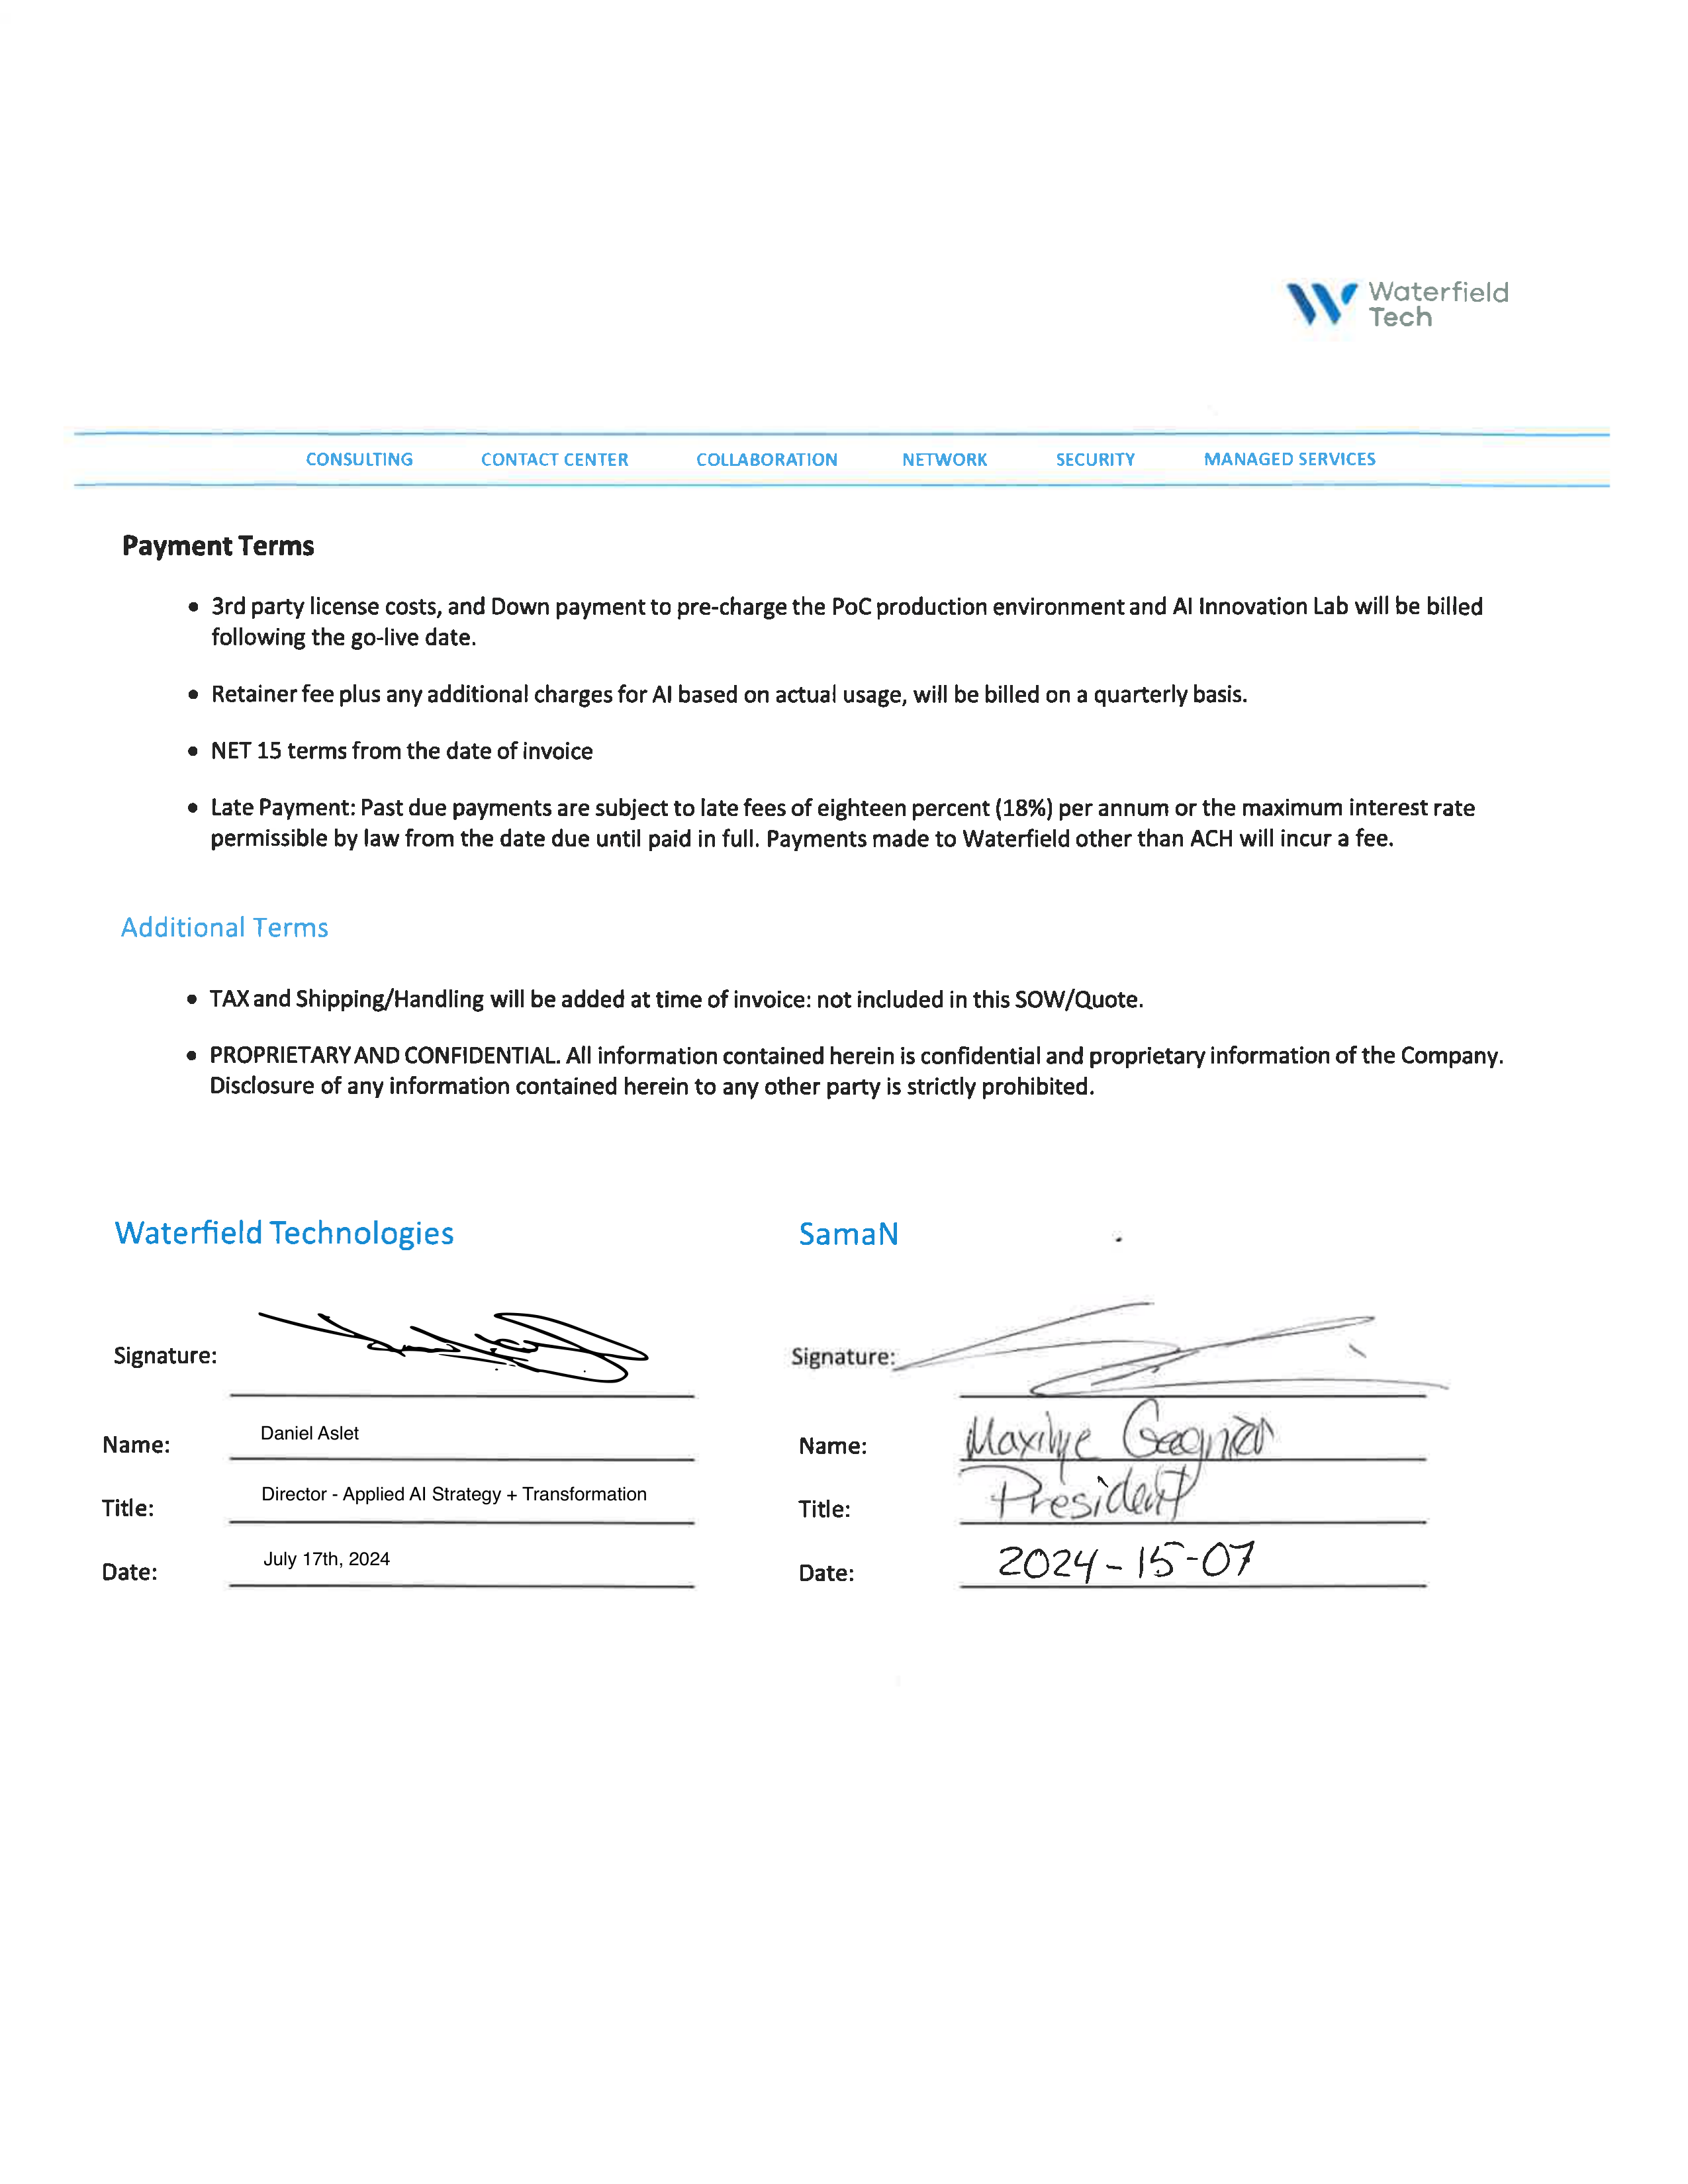 Waterfield
Tech
CONSULTING CONTACT CENTER COLLABORATION NETWORK SECURITY MANAGED SERVICES
Payment Terms
• 3rd party license costs, and Down payment to pre-charge the PoC production environment and AI Innovation Lab will be billed
following the go-live date.
• Retainer fee plus any additional charges for AI based on actual usage, will be billed on a quarterly basis.
• NET 15 terms from the date of invoice
• Late Payment: Past due payments are subject to late fees of eighteen percent (18%) per annum or the maximum interest rate
permissible by law from the date due until paid in full. Payments made to Waterfield other than ACH will incur a fee.
Additional Terms
• TAX and Shipping/Handling will be added at time of invoice: not included in this SOW/Quote.
• PROPRIETARY AND CONFIDENTIAL. All information contained herein is confidential and proprietary information of the Company.
Disclosure of any information contained herein to any other party is strictly prohibited.
Waterfield Technologies SamaN
Signature: Signature:
Name: Daniel Aslet Name:
Title: Director - Applied AI Strategy + Transformation Title: President
Date: July 17th, 2024 Date: 2024-15-07